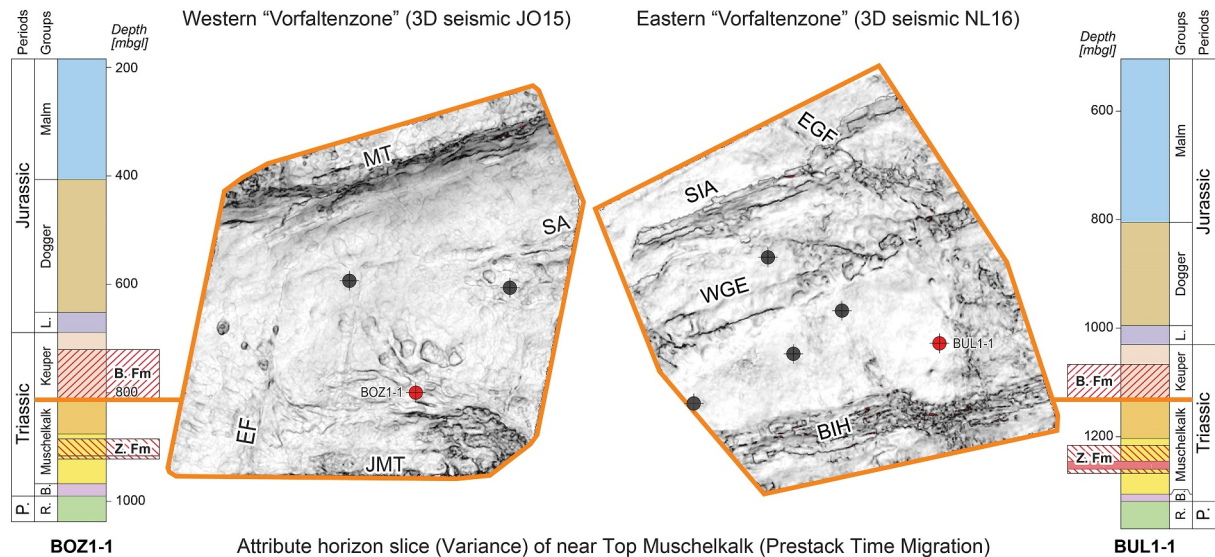 Western “Vorfaltenzone” (3D seismic JO15)
Eastern “Vorfaltenzone” (3D seismic NL16)
Periods
Groups
Depth
[mbgl]
200
400
600
800
1000
Jurassic
Triassic
P.
Malm
Dogger
L.
Keuper
Muschelkalk
B.
R.
B. Fm
Z. Fm
BOZ1-1
MT
SA
BOZ1-1
EF
JMT
EGF
SIA
WGE
BUL1-1
BIH
Depth
[mbgl]
Groups
Periods
600
800
1000
1200
Malm
Dogger
L.
Keuper
Muschelkalk
B.
R.
Jurassic
Triassic
P.
B. Fm
Z. Fm
BUL1-1
Attribute horizon slice (Variance) of near Top Muschelkalk (Prestack Time Migration)